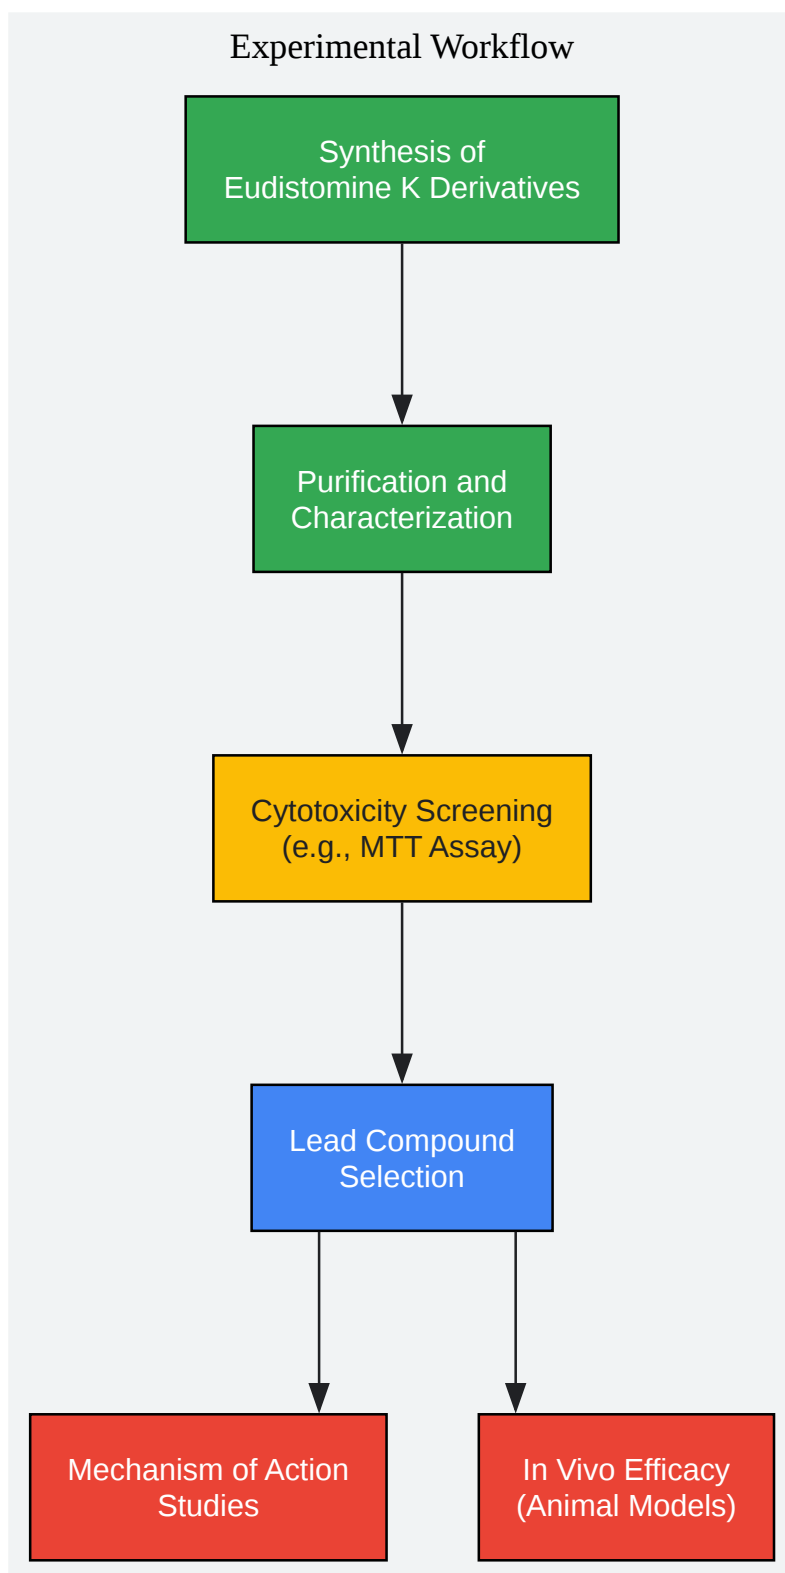 Experimental Workflow
Synthesis of
Eudistomine K Derivatives
Purification and
Characterization
Cytotoxicity Screening
(e.g., MTT Assay)
Lead Compound
Selection
Mechanism of Action
Studies
In Vivo Efficacy
(Animal Models)